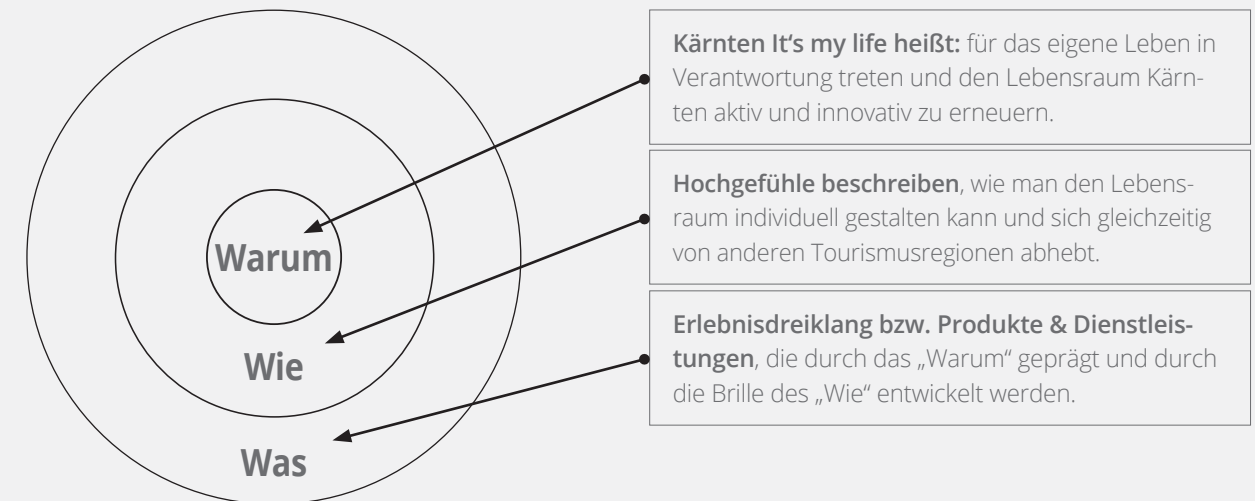 Kärnten It‘s my life heißt: für das eigene Leben in
Verantwortung treten und den Lebensraum Kärn-
ten aktiv und innovativ zu erneuern.
Hochgefühle beschreiben, wie man den Lebens-
raum individuell gestalten kann und sich gleichzeitig
von anderen Tourismusregionen abhebt.
Erlebnisdreiklang bzw. Produkte & Dienstleis-
tungen, die durch das „Warum“ geprägt und durch
die Brille des „Wie“ entwickelt werden.
Warum
Wie
Was